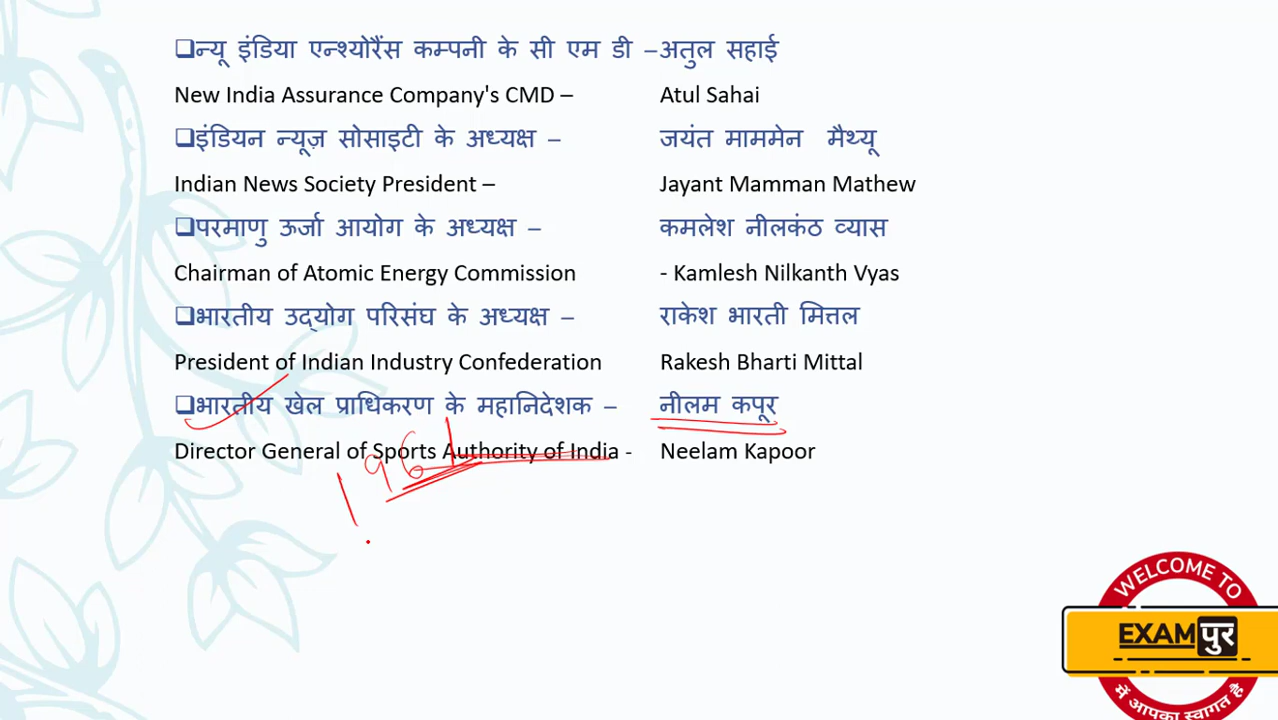 ❑न्यू इंडिया एन्श्योरैंस कम्पनी के सी एम डी –अतुल सहाई
New India Assurance Company's CMD – Atul Sahai
❑इंडियन न्यूज़ सोसाइटी के अध्यक्ष – जयंत माममेन मैथ्यू
Indian News Society President – Jayant Mamman Mathew
❑परमाणु ऊर्जा आयोग के अध्यक्ष – कमलेश नीलकंठ व्यास
Chairman of Atomic Energy Commission - Kamlesh Nilkanth Vyas
❑भारतीय उद्योग परिसंघ के अध्यक्ष – राकेश भारती मित्तल
President of Indian Industry Confederation Rakesh Bharti Mittal
❑भारतीय खेल प्राधिकरण के महानिदेशक – नीलम कपूर
Director General of Sports Authority of India - Neelam Kapoor
1961
WELCOME TO
EXAMपुर
में आपका स्वागत है